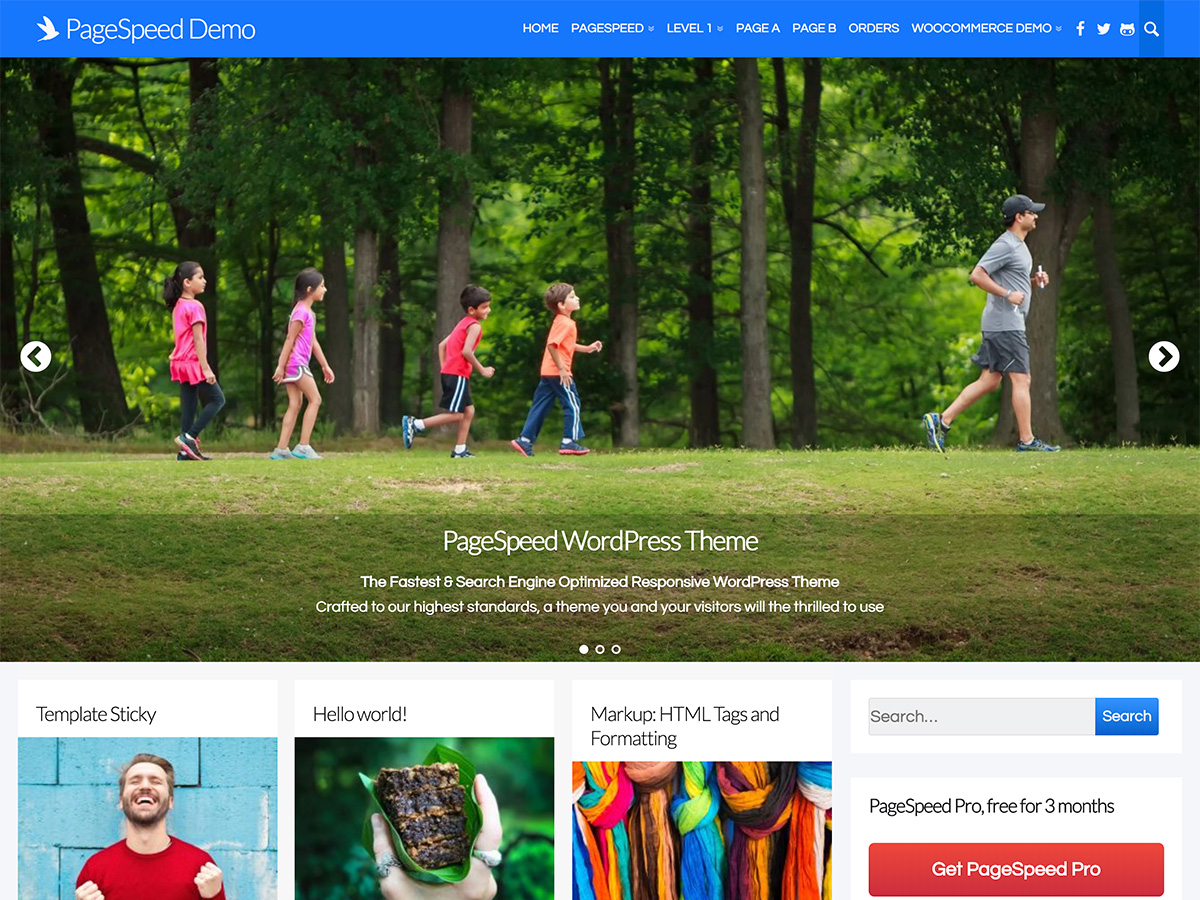 PageSpeed Demo
HOME PAGESPEED LEVEL 1 PAGE A PAGE B ORDERS WOOCOMMERCE DEMO
PageSpeed WordPress Theme
The Fastest & Search Engine Optimized Responsive WordPress Theme
Crafted to our highest standards, a theme you and your visitors will the thrilled to use
Template Sticky
Hello world!
Markup: HTML Tags and
Formatting
Search...
Search
PageSpeed Pro, free for 3 months
Get PageSpeed Pro